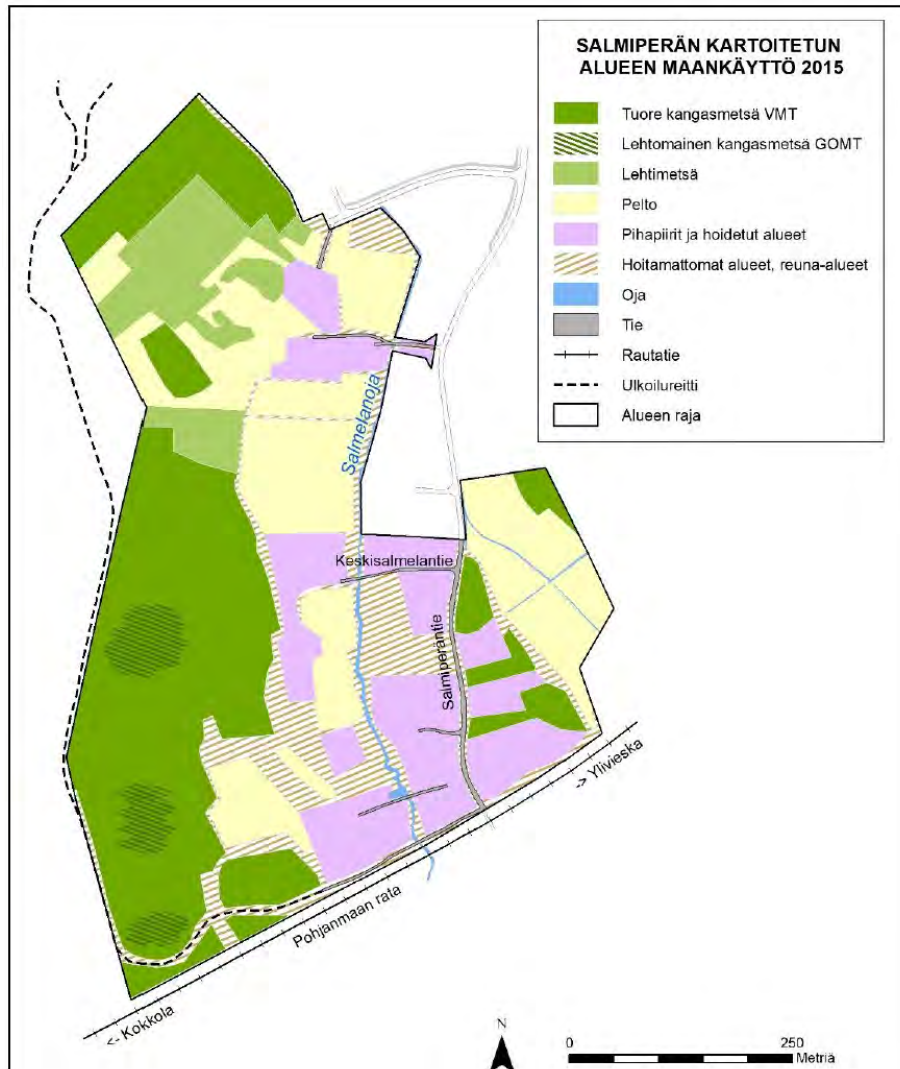 SALMIPERÄN KARTOITETUN
ALUEEN MAANKÄYTTÖ 2015
Tuore kangasmetsä VMT
Lehtomainen kangasmetsä GOMT
Lehtimetsä
Pelto
Pihapiirit ja hoidetut alueet
Hoitamattomat alueet, reuna-alueet
Oja
Tie
Rautatie
Ulkoilureitti
Alueen raja
Salmelanoja
Keskisalmelantie
Salmiperäntie
-> Ylivieska
Pohjanmaan rata
<- Kokkola
N
0 250
Metriä